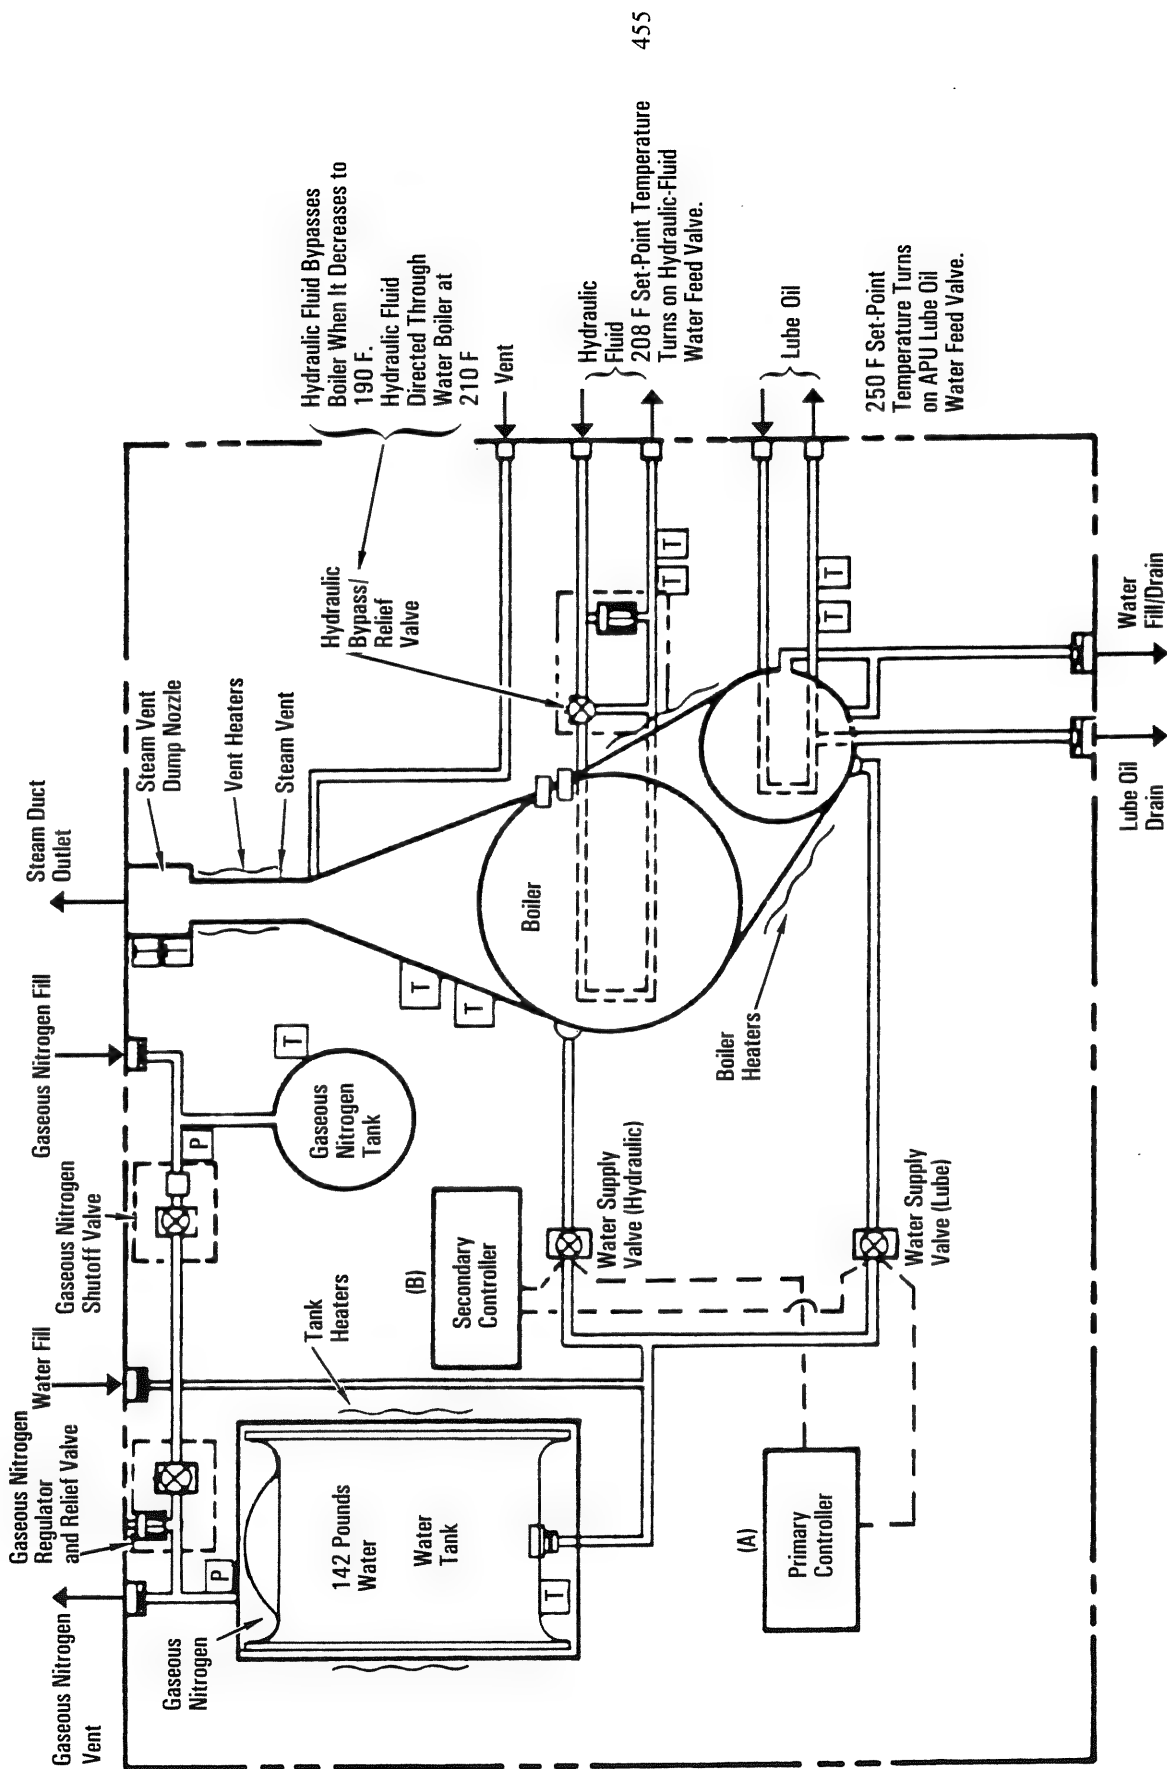 Gaseous Nitrogen
Vent
Gaseous Nitrogen
Regulator
and Relief Valve
Water Fill
Gaseous Nitrogen
Shutoff Valve
Gaseous Nitrogen Fill
Steam Duct
Outlet
Steam Vent
Dump Nozzle
Vent Heaters
Steam Vent
Hydraulic
Bypass/
Relief
Valve
Hydraulic Fluid Bypasses
Boiler When It Decreases to
190 F.
Hydraulic Fluid
Directed Through
Water Boiler at
210 F
Vent
Hydraulic
Fluid
208 F Set-Point Temperature
Turns on Hydraulic-Fluid
Water Feed Valve.
Lube Oil
250 F Set-Point
Temperature Turns
on APU Lube Oil
Water Feed Valve.
Gaseous
Nitrogen
P
142 Pounds
Water
Water
Tank
T
Tank
Heaters
P
Gaseous
Nitrogen
Tank
T
T
T
Boiler
T
T
T
T
(B)
Secondary
Controller
Water Supply
Valve (Hydraulic)
Boiler
Heaters
(A)
Primary
Controller
Water Supply
Valve (Lube)
Lube Oil
Drain
Water
Fill/Drain
455